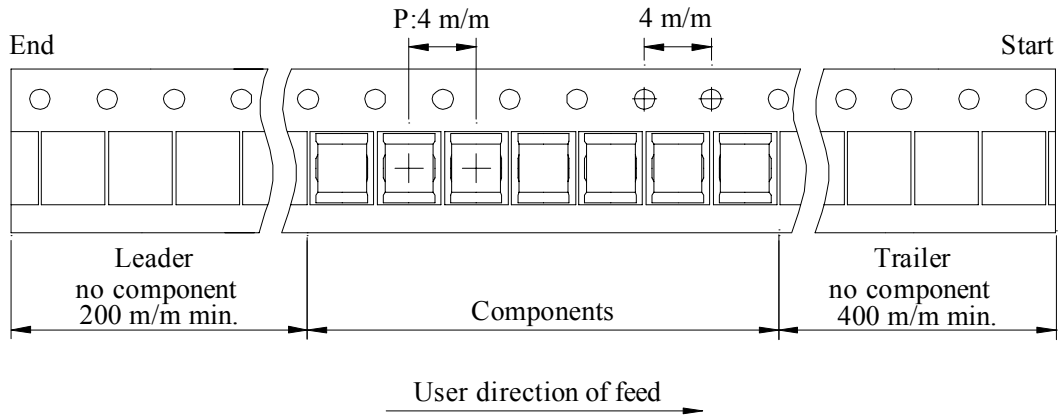 P:4 m/m
4 m/m
End
Start
Leader
no component
200 m/m min.
Components
Trailer
no component
400 m/m min.
User direction of feed